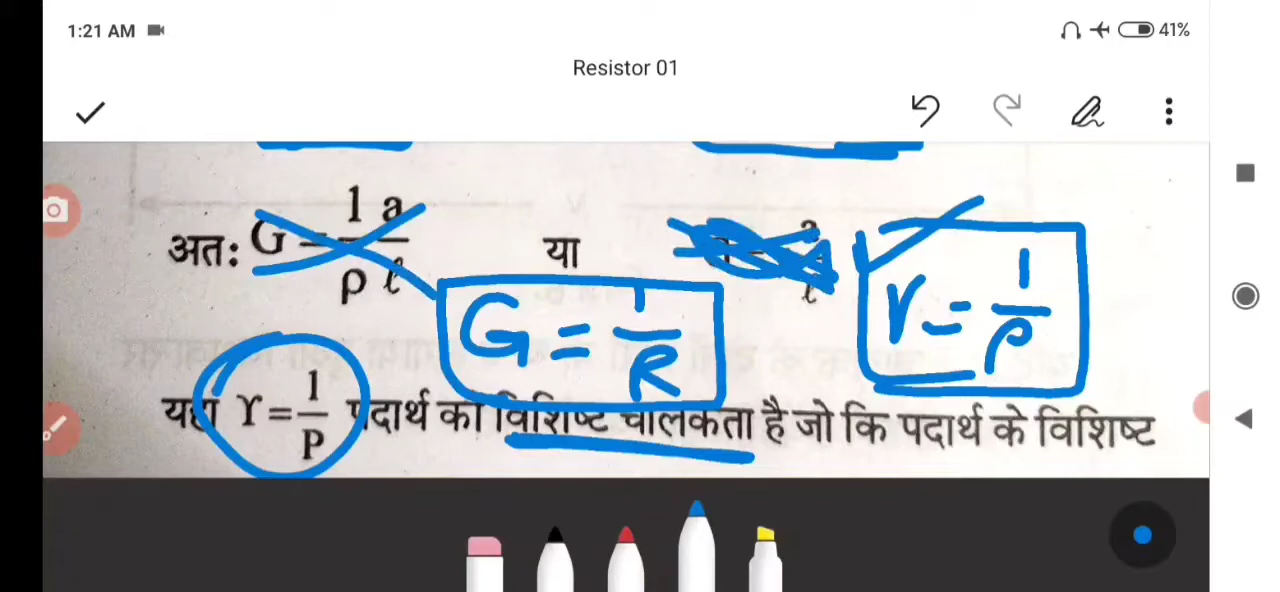 1:21 AM 41%
Resistor 01
अतः G = 1 a / ρ ℓ या a / ℓ
G = 1 / R
γ = 1 / ρ
यहाँ ϒ = 1 / P पदार्थ की विशिष्ट चालकता है जो कि पदार्थ के विशिष्ट